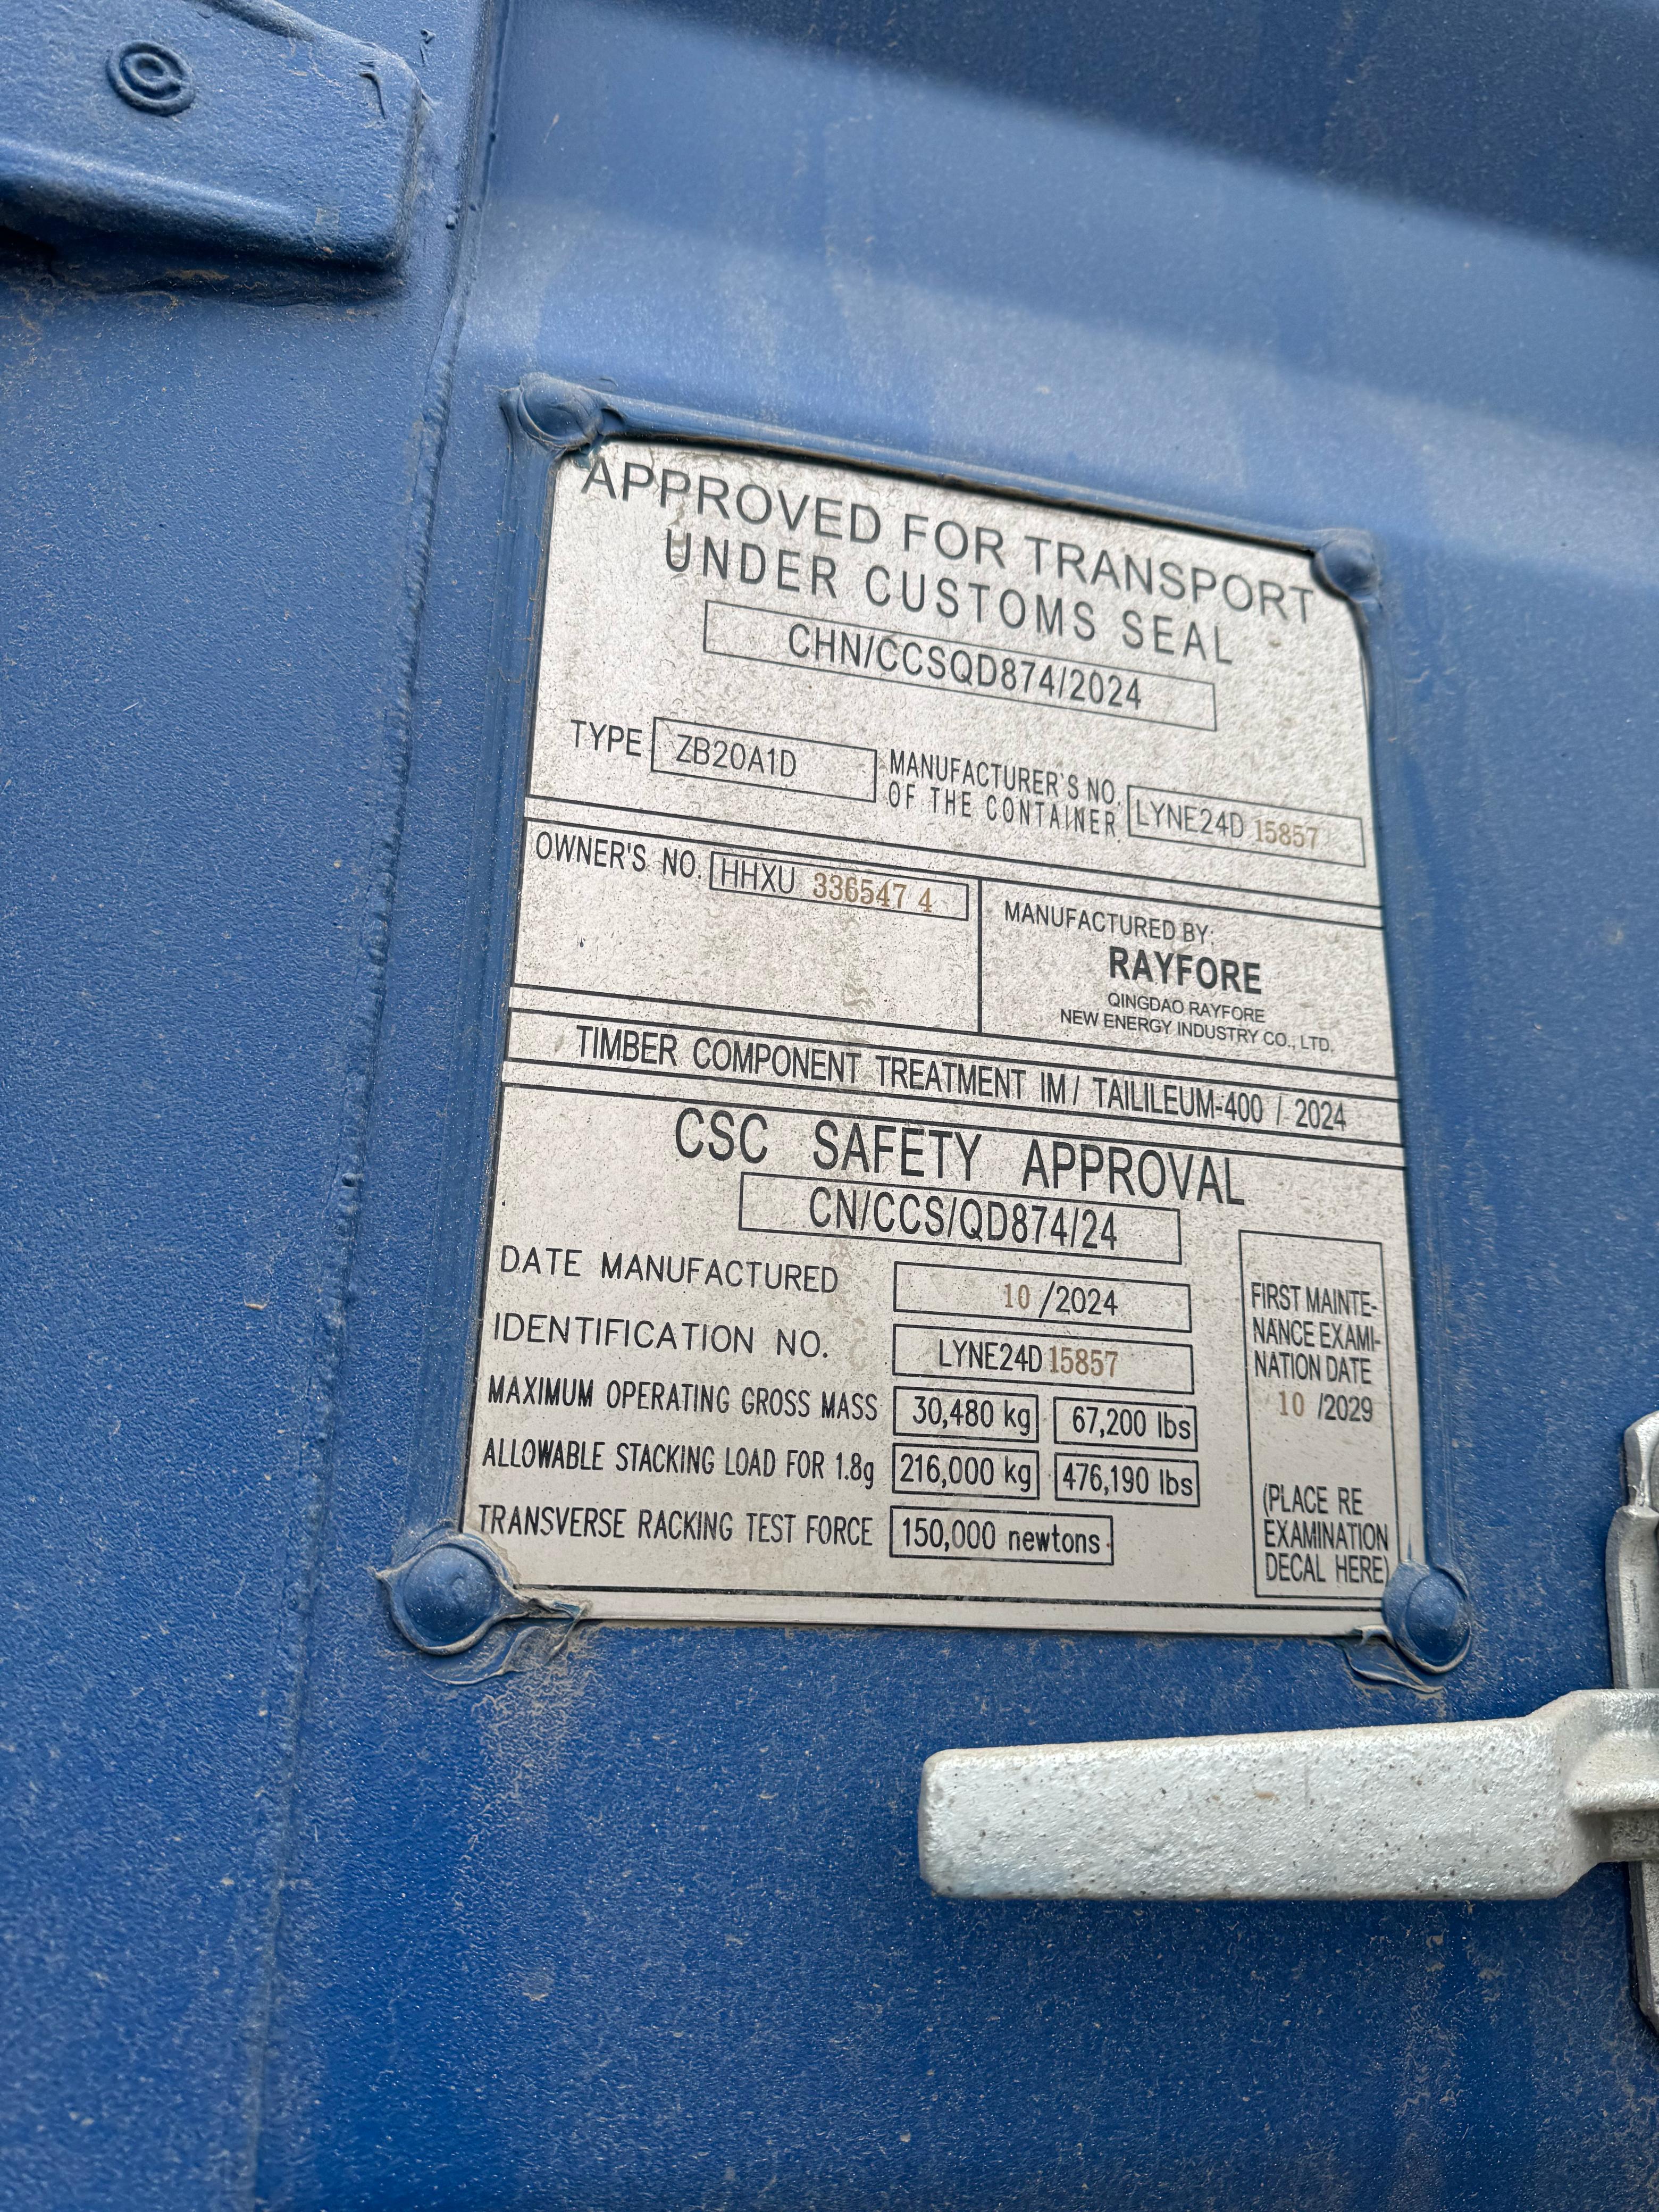 ©
APPROVED FOR TRANSPORT
UNDER CUSTOMS SEAL
CHN/CCSQD874/2024
TYPE ZB20A1D
MANUFACTURER'S NO.
OF THE CONTAINER LYNE24D 15857
OWNER'S NO. HHXU 336547 4
MANUFACTURED BY:
RAYFORE
QINGDAO RAYFORE
NEW ENERGY INDUSTRY CO., LTD.
TIMBER COMPONENT TREATMENT IM / TAILILEUM-400 / 2024
CSC SAFETY APPROVAL
CN/CCS/QD874/24
DATE MANUFACTURED 10 /2024
IDENTIFICATION NO. LYNE24D 15857
MAXIMUM OPERATING GROSS MASS 30,480 kg 67,200 lbs
ALLOWABLE STACKING LOAD FOR 1.8g 216,000 kg 476,190 lbs
TRANSVERSE RACKING TEST FORCE 150,000 newtons
FIRST MAINTE-
NANCE EXAMI-
NATION DATE
10 /2029
(PLACE RE
EXAMINATION
DECAL HERE)